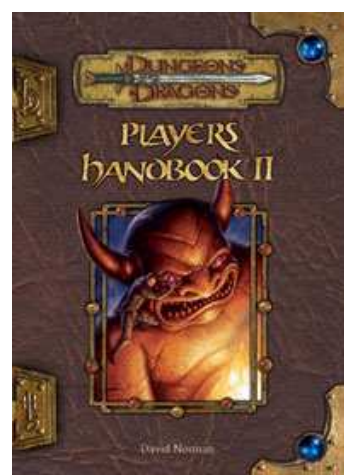 DUNGEONS
DRAGONS
PLAYERS
HANDBOOK II
David Noonan